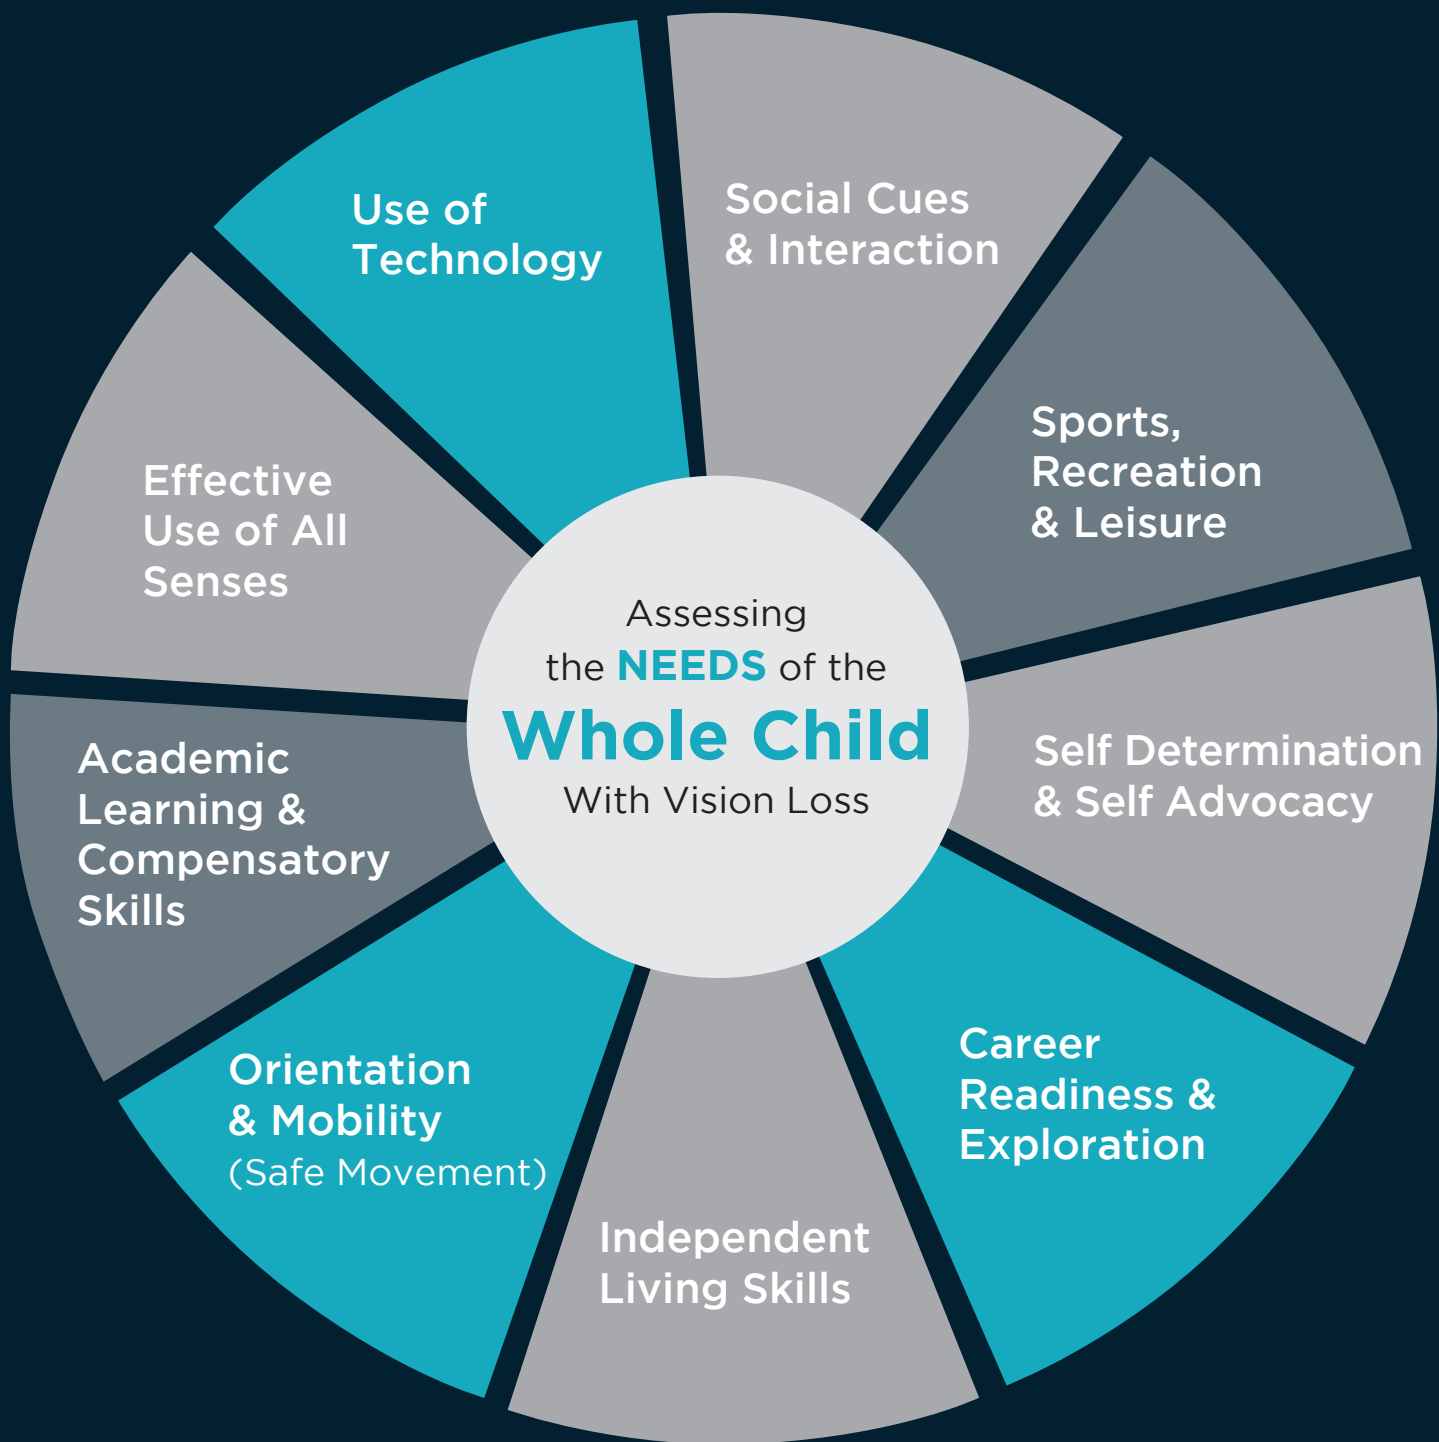 Use of
Technology
Social Cues
& Interaction
Sports,
Recreation
& Leisure
Self Determination
& Self Advocacy
Career
Readiness &
Exploration
Independent
Living Skills
Orientation
& Mobility
(Safe Movement)
Academic
Learning &
Compensatory
Skills
Effective
Use of All
Senses
Assessing
the NEEDS of the
Whole Child
With Vision Loss